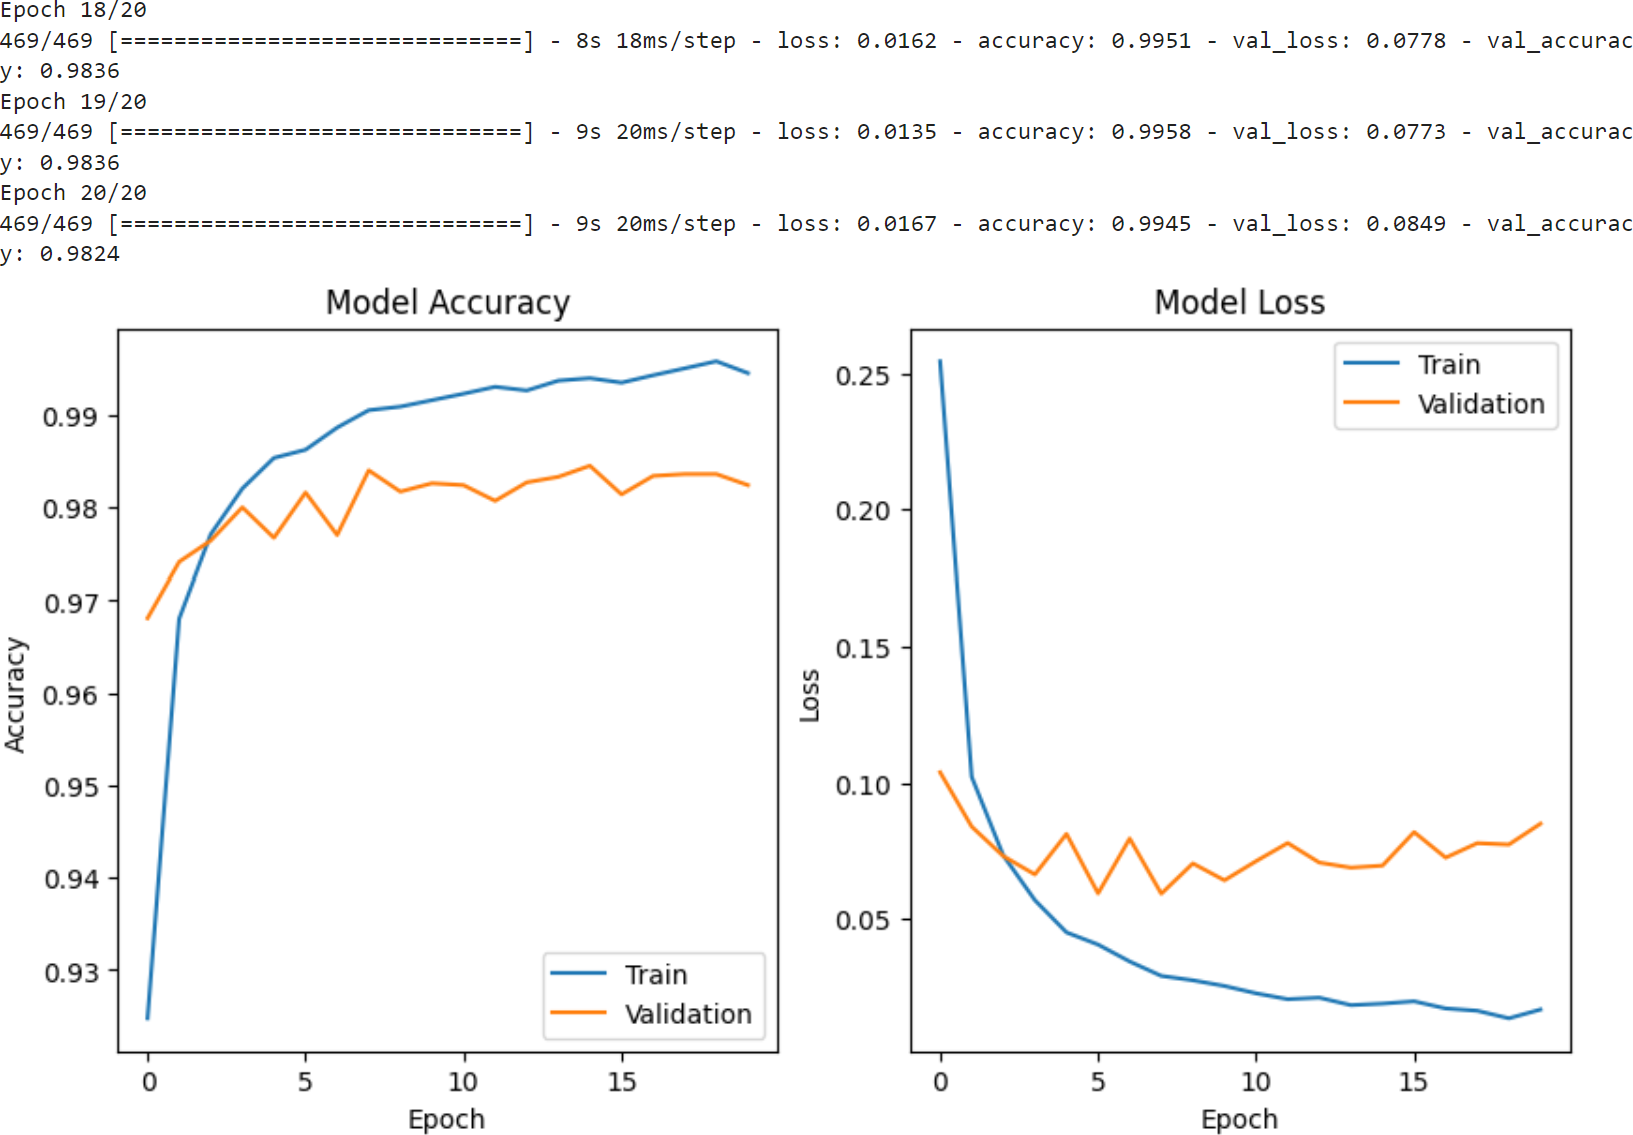 Epoch 18/20
469/469 [==============================] - 8s 18ms/step - loss: 0.0162 - accuracy: 0.9951 - val_loss: 0.0778 - val_accurac
y: 0.9836
Epoch 19/20
469/469 [==============================] - 9s 20ms/step - loss: 0.0135 - accuracy: 0.9958 - val_loss: 0.0773 - val_accurac
y: 0.9836
Epoch 20/20
469/469 [==============================] - 9s 20ms/step - loss: 0.0167 - accuracy: 0.9945 - val_loss: 0.0849 - val_accurac
y: 0.9824
Model Accuracy
Accuracy
0.99
0.98
0.97
0.96
0.95
0.94
0.93
Train
Validation
0 5 10 15
Epoch
Model Loss
Loss
0.25
0.20
0.15
0.10
0.05
Train
Validation
0 5 10 15
Epoch